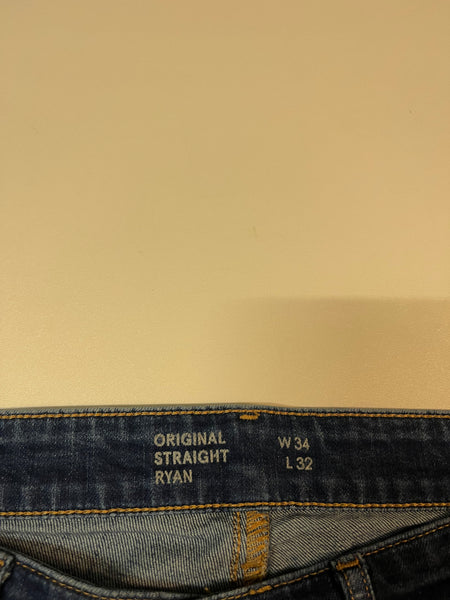 ORIGINAL
STRAIGHT
RYAN
W 34
L 32